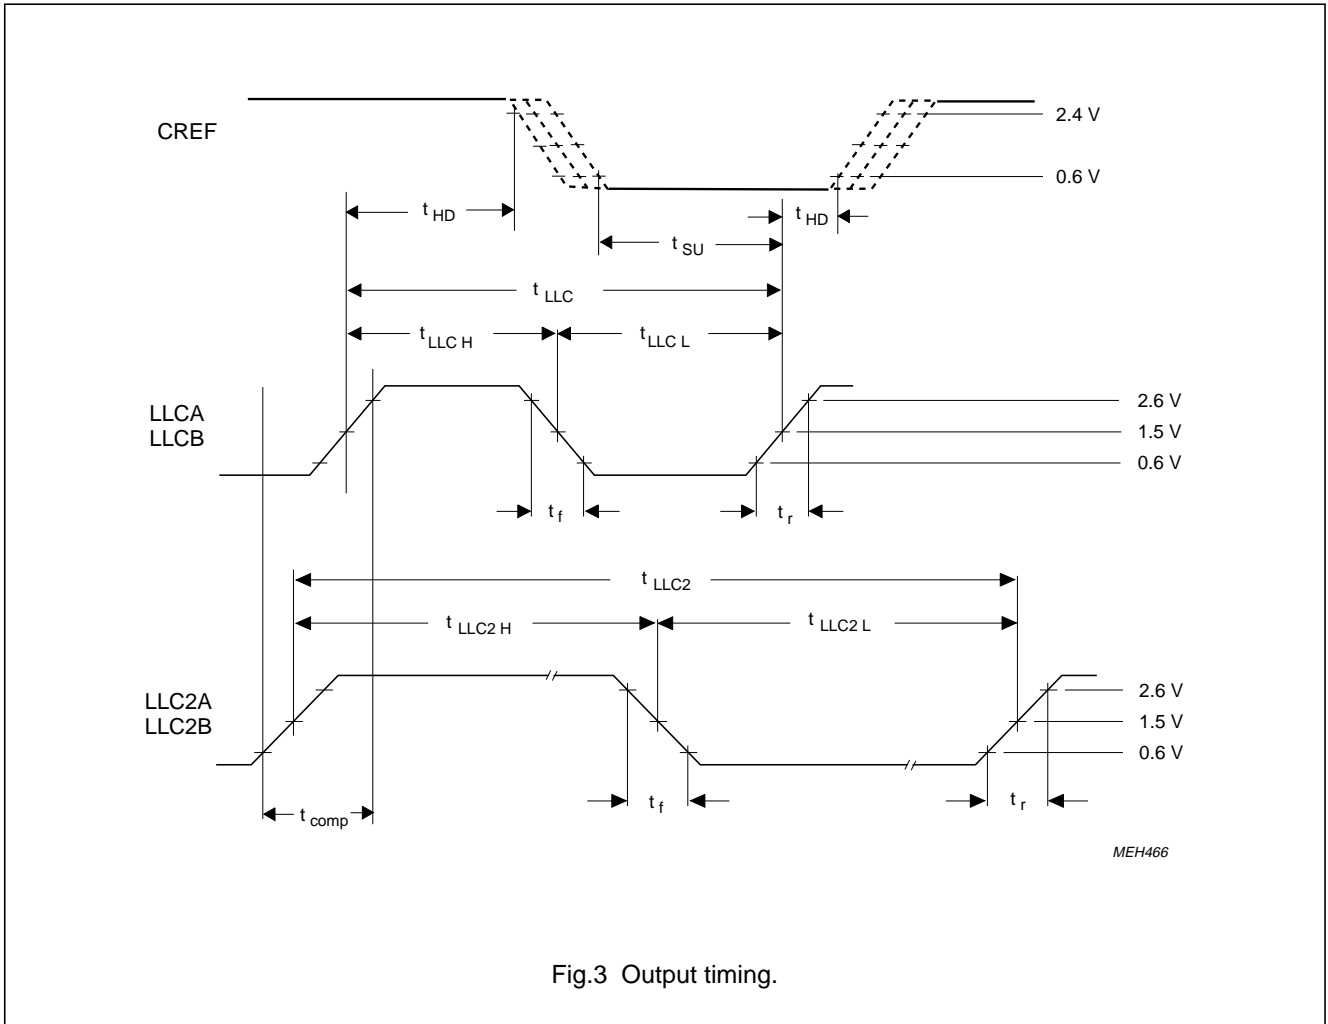 CREF
2.4 V
0.6 V
t HD
t HD
t SU
t LLC
t LLC H
t LLC L
LLCA
LLCB
2.6 V
1.5 V
0.6 V
t f
t r
t LLC2
t LLC2 H
t LLC2 L
LLC2A
LLC2B
2.6 V
1.5 V
0.6 V
t comp
t f
t r
MEH466
Fig.3 Output timing.